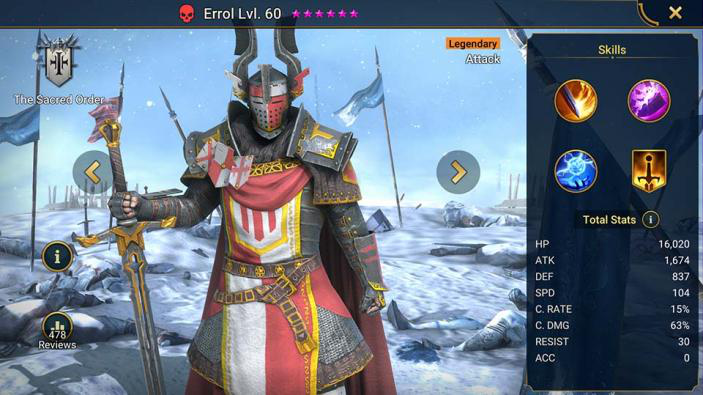 Errol Lvl. 60
Legendary
Attack
The Sacred Order
478
Reviews
Skills
Total Stats
HP 16,020
ATK 1,674
DEF 837
SPD 104
C. RATE 15%
C. DMG 63%
RESIST 30
ACC 0